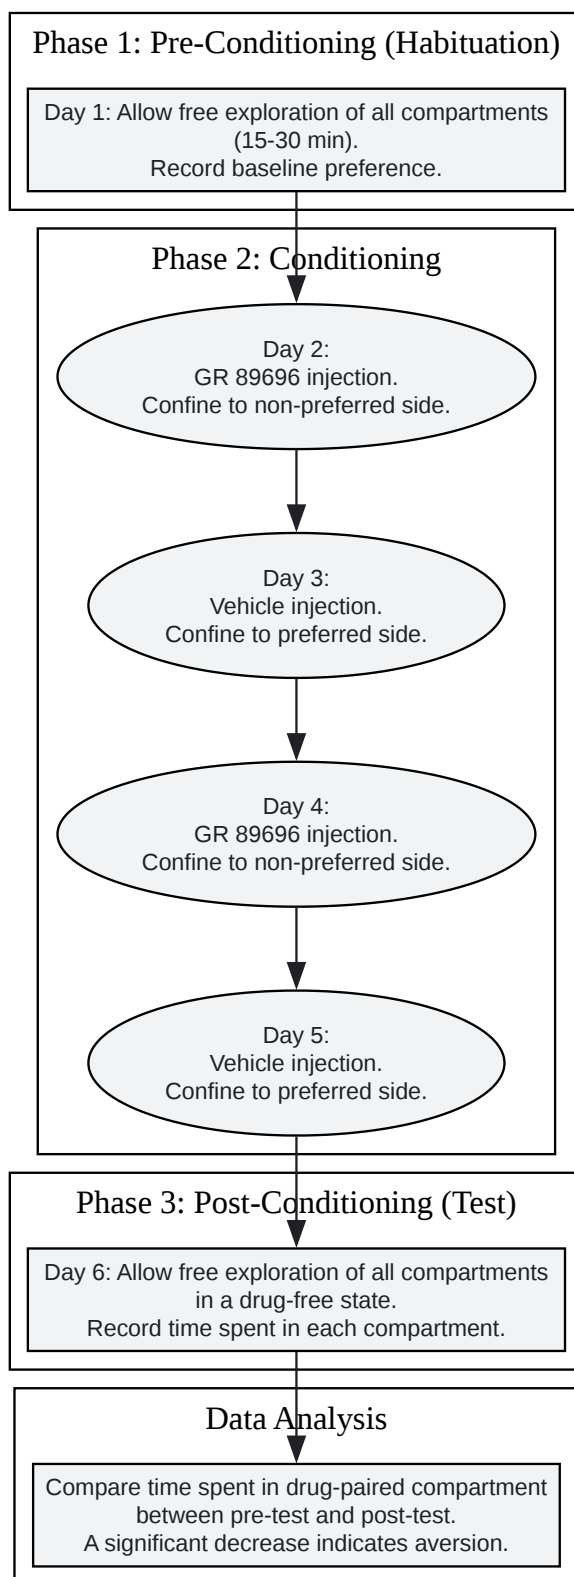 Phase 1: Pre-Conditioning (Habituation)
Day 1: Allow free exploration of all compartments
(15-30 min).
Record baseline preference.
Phase 2: Conditioning
Day 2:
GR 89696 injection.
Confine to non-preferred side.
Day 3:
Vehicle injection.
Confine to preferred side.
Day 4:
GR 89696 injection.
Confine to non-preferred side.
Day 5:
Vehicle injection.
Confine to preferred side.
Phase 3: Post-Conditioning (Test)
Day 6: Allow free exploration of all compartments
in a drug-free state.
Record time spent in each compartment.
Data Analysis
Compare time spent in drug-paired compartment
between pre-test and post-test.
A significant decrease indicates aversion.